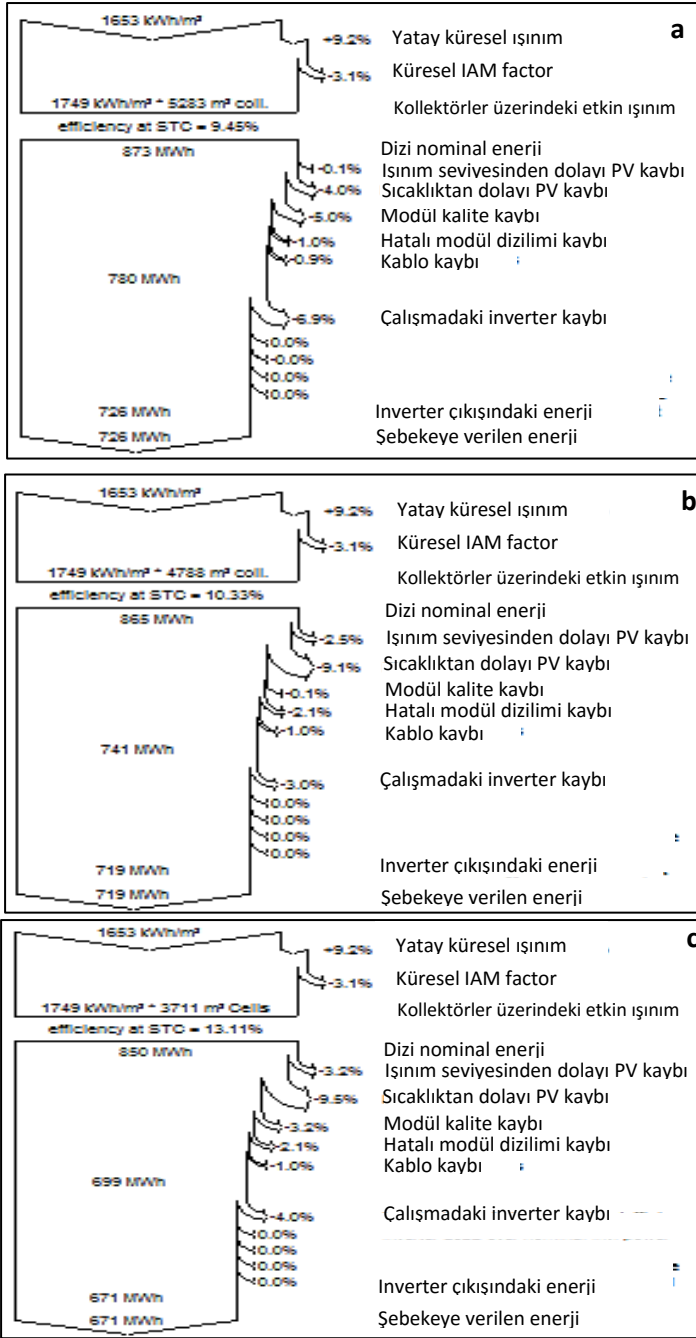 1653 kWh/m²
a
+9.2% Yatay küresel ışınım
-3.1% Küresel IAM factor
1749 kWh/m² * 5283 m² coll. Kollektörler üzerindeki etkin ışınım
efficiency at STC = 9.45%
873 MWh Dizi nominal enerji
-0.1% Işınım seviyesinden dolayı PV kaybı
-4.0% Sıcaklıktan dolayı PV kaybı
-5.0% Modül kalite kaybı
-1.0% Hatalı modül dizilimi kaybı
-0.9% Kablo kaybı
780 MWh
-6.9% Çalışmadaki inverter kaybı
0.0%
-0.0%
0.0%
0.0%
726 MWh Inverter çıkışındaki enerji
726 MWh Şebekeye verilen enerji
1653 kWh/m²
b
+9.2% Yatay küresel ışınım
-3.1% Küresel IAM factor
1749 kWh/m² * 4788 m² coll. Kollektörler üzerindeki etkin ışınım
efficiency at STC = 10.33%
865 MWh Dizi nominal enerji
-2.5% Işınım seviyesinden dolayı PV kaybı
-9.1% Sıcaklıktan dolayı PV kaybı
-0.1% Modül kalite kaybı
-2.1% Hatalı modül dizilimi kaybı
-1.0% Kablo kaybı
741 MWh
-3.0% Çalışmadaki inverter kaybı
0.0%
0.0%
0.0%
0.0%
719 MWh Inverter çıkışındaki enerji
719 MWh Şebekeye verilen enerji
1653 kWh/m²
c
+9.2% Yatay küresel ışınım
-3.1% Küresel IAM factor
1749 kWh/m² * 3711 m² Cells Kollektörler üzerindeki etkin ışınım
efficiency at STC = 13.11%
850 MWh Dizi nominal enerji
-3.2% Işınım seviyesinden dolayı PV kaybı
-9.5% Sıcaklıktan dolayı PV kaybı
-3.2% Modül kalite kaybı
-2.1% Hatalı modül dizilimi kaybı
-1.0% Kablo kaybı
699 MWh
-4.0% Çalışmadaki inverter kaybı
0.0%
0.0%
0.0%
0.0%
671 MWh Inverter çıkışındaki enerji
671 MWh Şebekeye verilen enerji